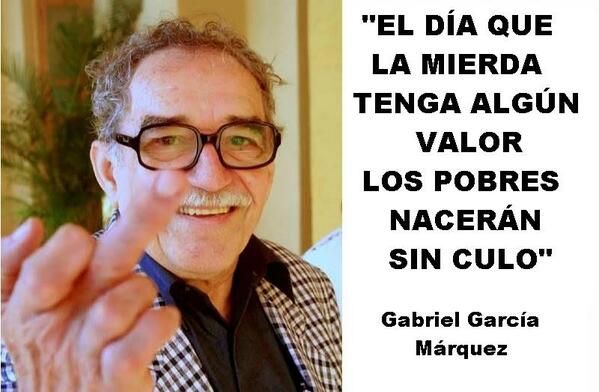 "EL DÍA QUE
LA MIERDA
TENGA ALGÚN
VALOR
LOS POBRES
NACERÁN
SIN CULO"
Gabriel García
Márquez